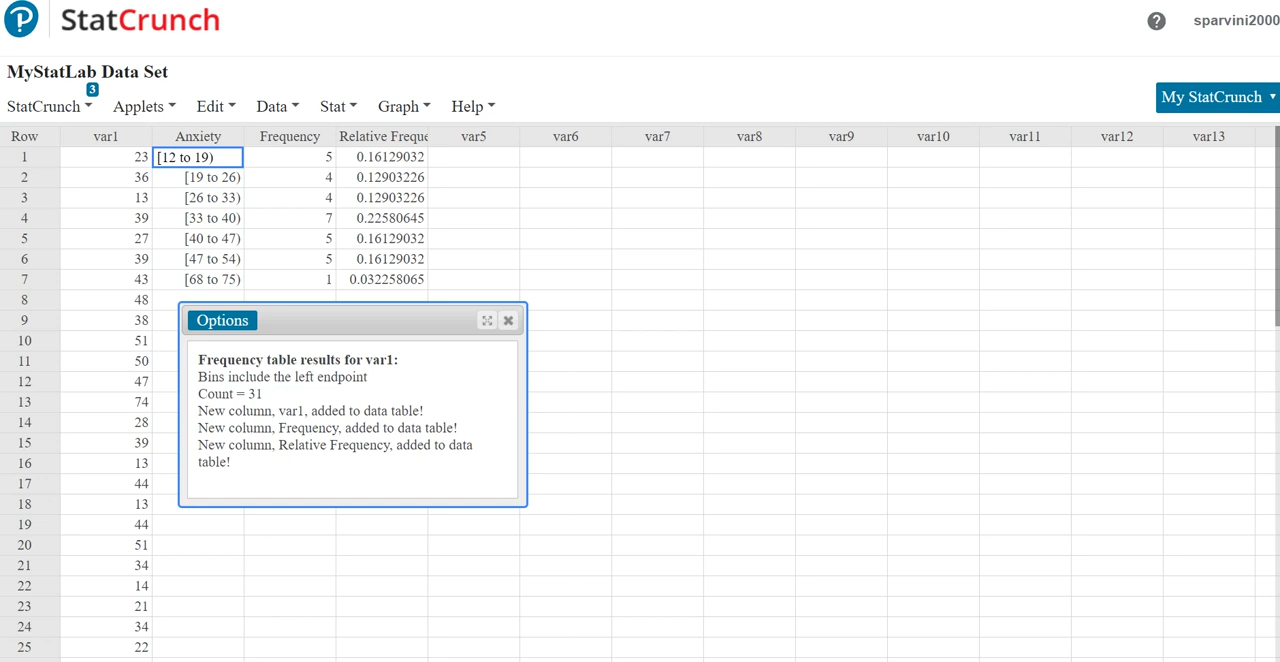 P StatCrunch
? sparvini2000
MyStatLab Data Set
3
StatCrunch Applets Edit Data Stat Graph Help
My StatCrunch
Row var1 Anxiety Frequency Relative Freque var5 var6 var7 var8 var9 var10 var11 var12 var13
1 23 [12 to 19) 5 0.16129032
2 36 [19 to 26) 4 0.12903226
3 13 [26 to 33) 4 0.12903226
4 39 [33 to 40) 7 0.22580645
5 27 [40 to 47) 5 0.16129032
6 39 [47 to 54) 5 0.16129032
7 43 [68 to 75) 1 0.032258065
8 48
9 38
10 51
11 50
12 47
13 74
14 28
15 39
16 13
17 44
18 13
19 44
20 51
21 34
22 14
23 21
24 34
25 22
Options
Frequency table results for var1:
Bins include the left endpoint
Count = 31
New column, var1, added to data table!
New column, Frequency, added to data table!
New column, Relative Frequency, added to data
table!